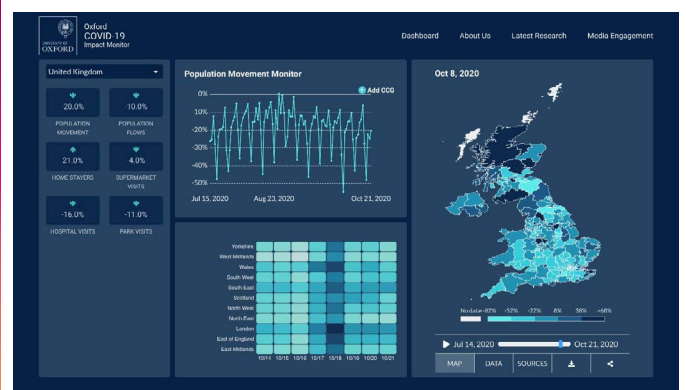 UNIVERSITY OF
OXFORD
Oxford
COVID-19
Impact Monitor
Dashboard About Us Latest Research Media Engagement
United Kingdom
20.0%
POPULATION
MOVEMENT
10.0%
POPULATION
FLOWS
21.0%
HOME STAYERS
4.0%
SUPERMARKET
VISITS
-16.0%
HOSPITAL VISITS
-11.0%
PARK VISITS
Population Movement Monitor
Add CCG
0%
10%
-20%
-30%
-40%
-50%
Jul 15, 2020 Aug 23, 2020 Oct 21, 2020
Yorkshire
West Midlands
Wales
South West
South East
Scotland
North West
North East
London
East of England
East Midlands
10/14 10/15 10/16 10/17 10/18 10/19 10/20 10/21
Oct 8, 2020
No data -82% -52% -22% 8% 38% >68%
Jul 14, 2020 Oct 21, 2020
MAP DATA SOURCES